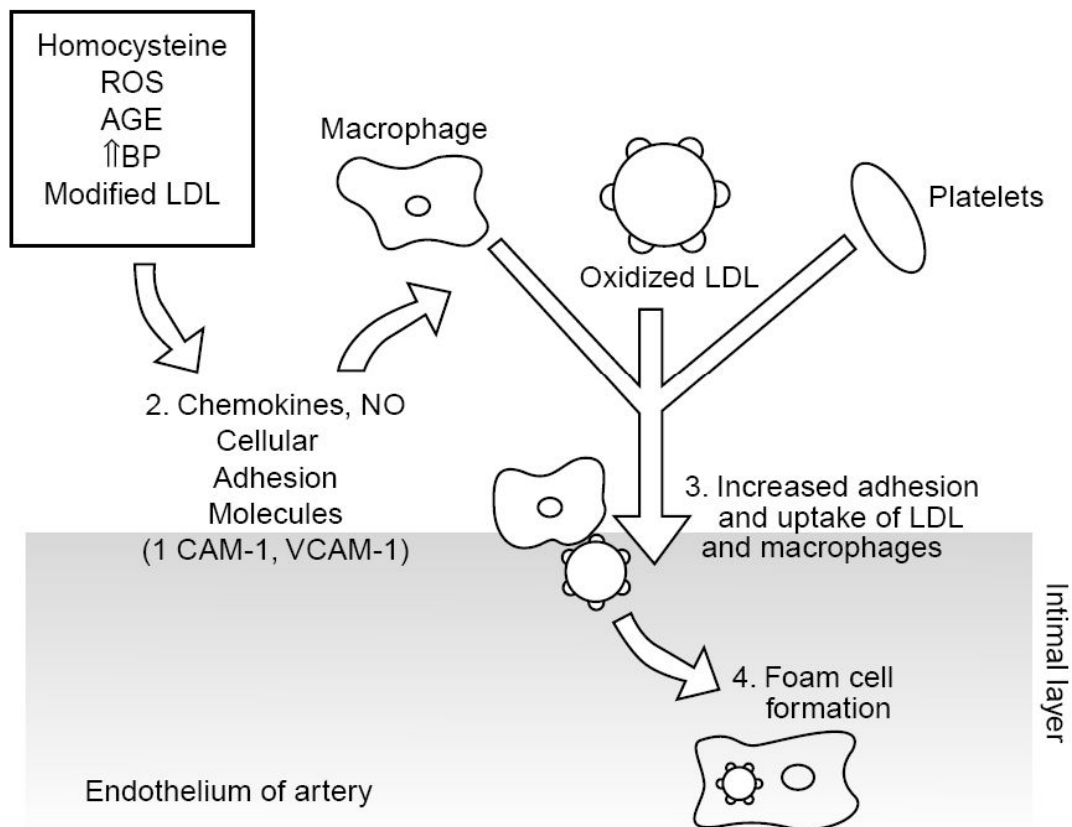 Homocysteine
ROS
AGE
⇑BP
Modified LDL
Macrophage
Oxidized LDL
Platelets
2. Chemokines, NO
Cellular
Adhesion
Molecules
(1 CAM-1, VCAM-1)
3. Increased adhesion
and uptake of LDL
and macrophages
4. Foam cell
formation
Endothelium of artery
Intimal layer